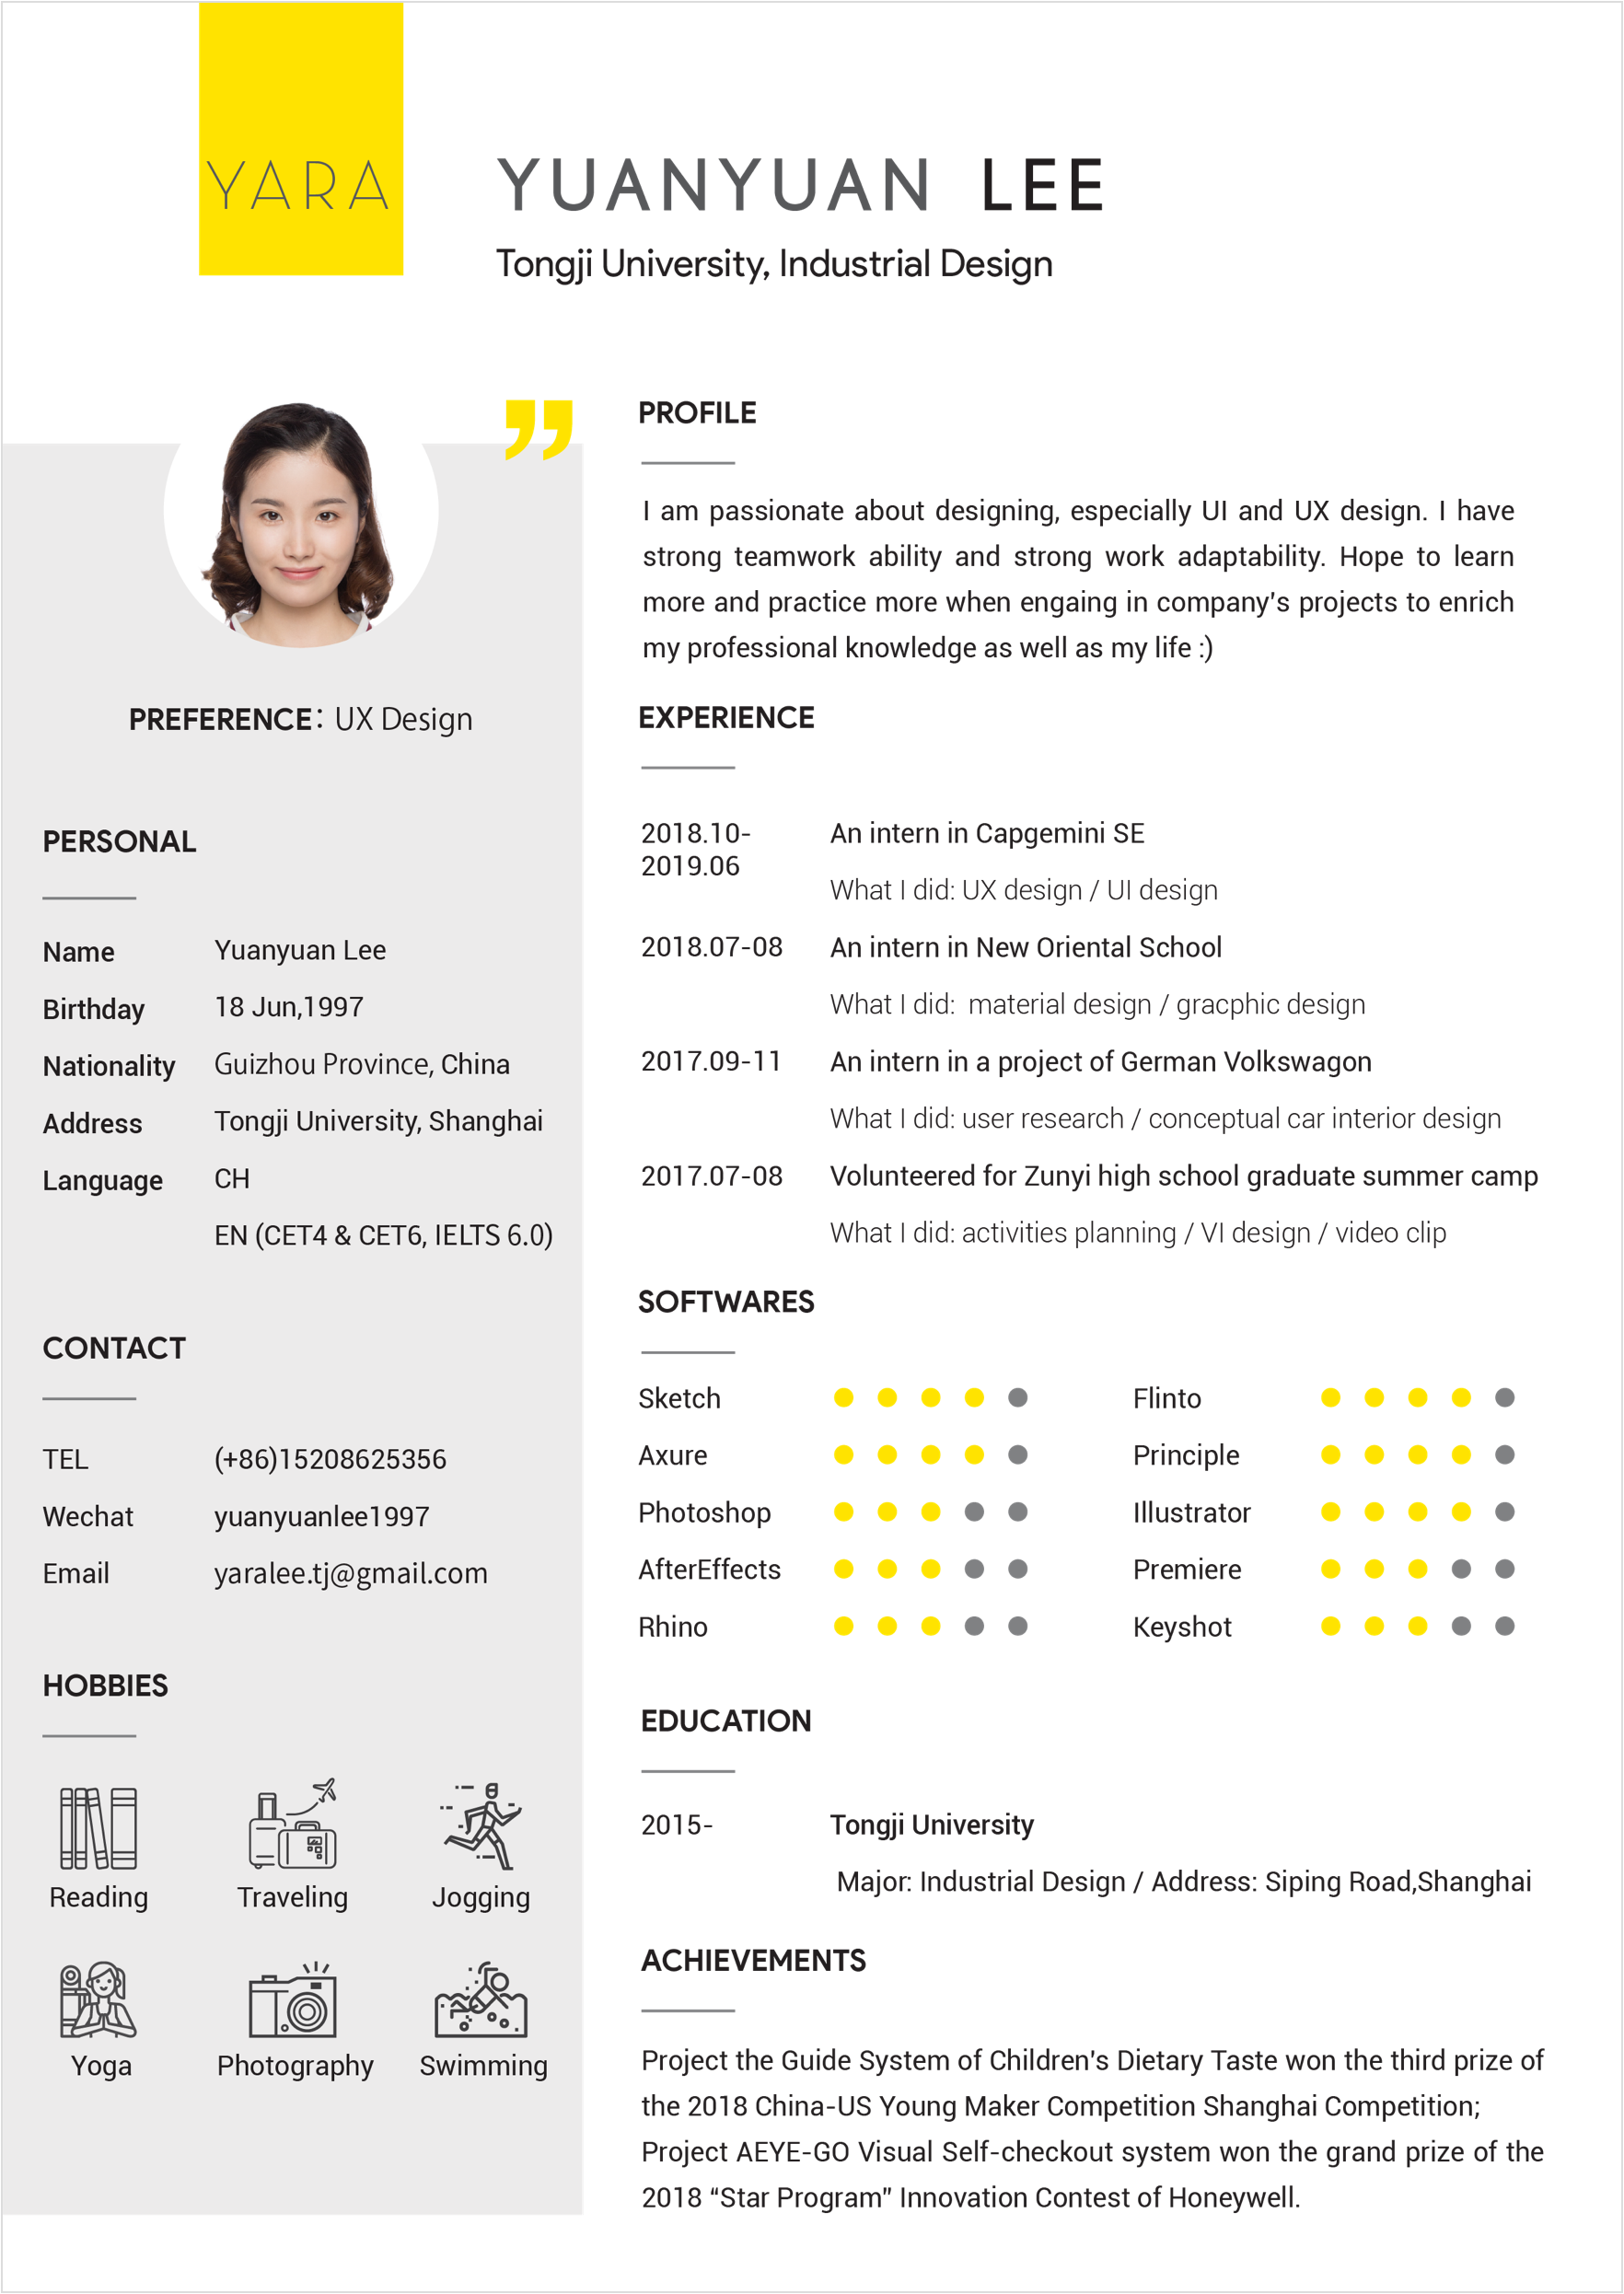 YARA
YUANYUAN LEE
Tongji University, Industrial Design
PREFERENCE: UX Design
PERSONAL
Name Yuanyuan Lee
Birthday 18 Jun,1997
Nationality Guizhou Province, China
Address Tongji University, Shanghai
Language CH
EN (CET4 & CET6, IELTS 6.0)
CONTACT
TEL (+86)15208625356
Wechat yuanyuanlee1997
Email yaralee.tj@gmail.com
HOBBIES
Reading Traveling Jogging
Yoga Photography Swimming
PROFILE
I am passionate about designing, especially UI and UX design. I have
strong teamwork ability and strong work adaptability. Hope to learn
more and practice more when engaing in company's projects to enrich
my professional knowledge as well as my life :)
EXPERIENCE
2018.10-
2019.06
An intern in Capgemini SE
What I did: UX design / UI design
2018.07-08 An intern in New Oriental School
What I did: material design / gracphic design
2017.09-11 An intern in a project of German Volkswagon
What I did: user research / conceptual car interior design
2017.07-08 Volunteered for Zunyi high school graduate summer camp
What I did: activities planning / VI design / video clip
SOFTWARES
Sketch Flinto
Axure Principle
Photoshop Illustrator
AfterEffects Premiere
Rhino Keyshot
EDUCATION
2015- Tongji University
Major: Industrial Design / Address: Siping Road,Shanghai
ACHIEVEMENTS
Project the Guide System of Children's Dietary Taste won the third prize of
the 2018 China-US Young Maker Competition Shanghai Competition;
Project AEYE-GO Visual Self-checkout system won the grand prize of the
2018 “Star Program” Innovation Contest of Honeywell.